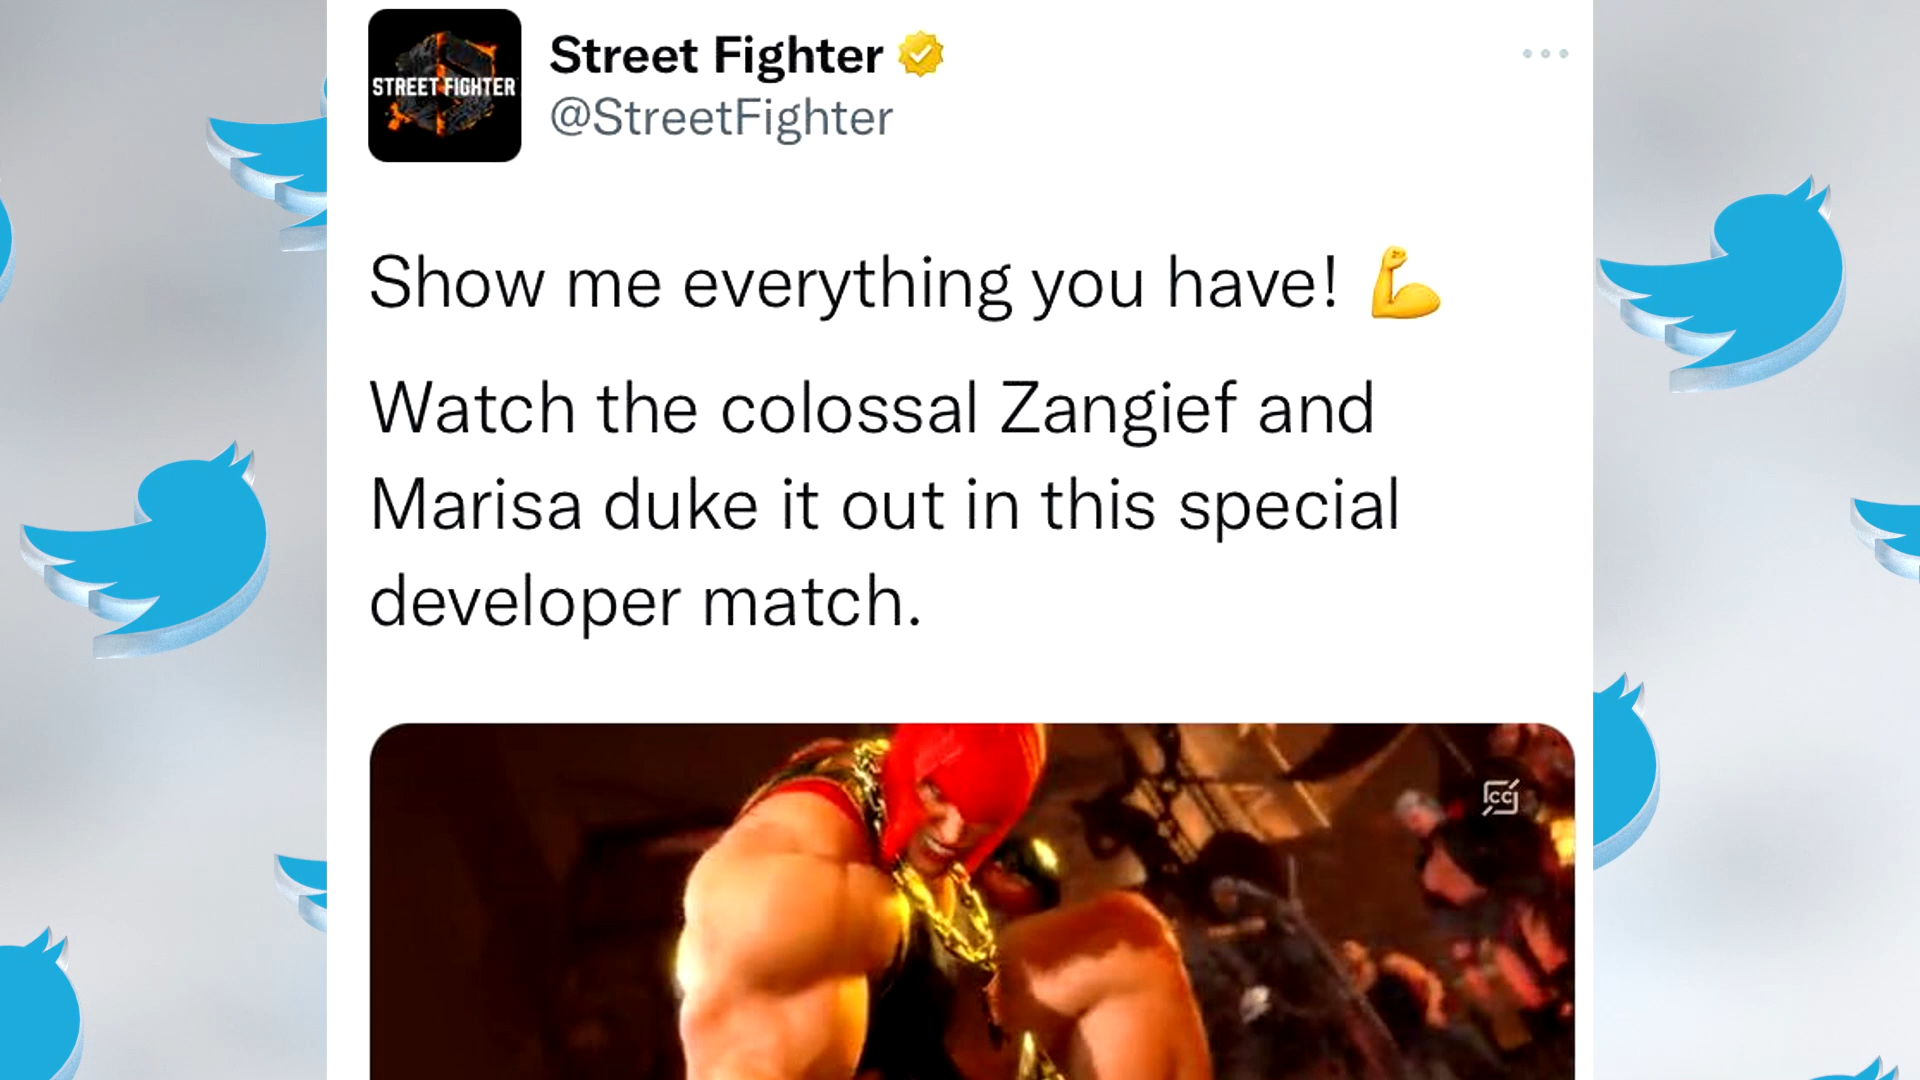 STREET FIGHTER
Street Fighter
@StreetFighter
Show me everything you have! 💪
Watch the colossal Zangief and
Marisa duke it out in this special
developer match.
CC